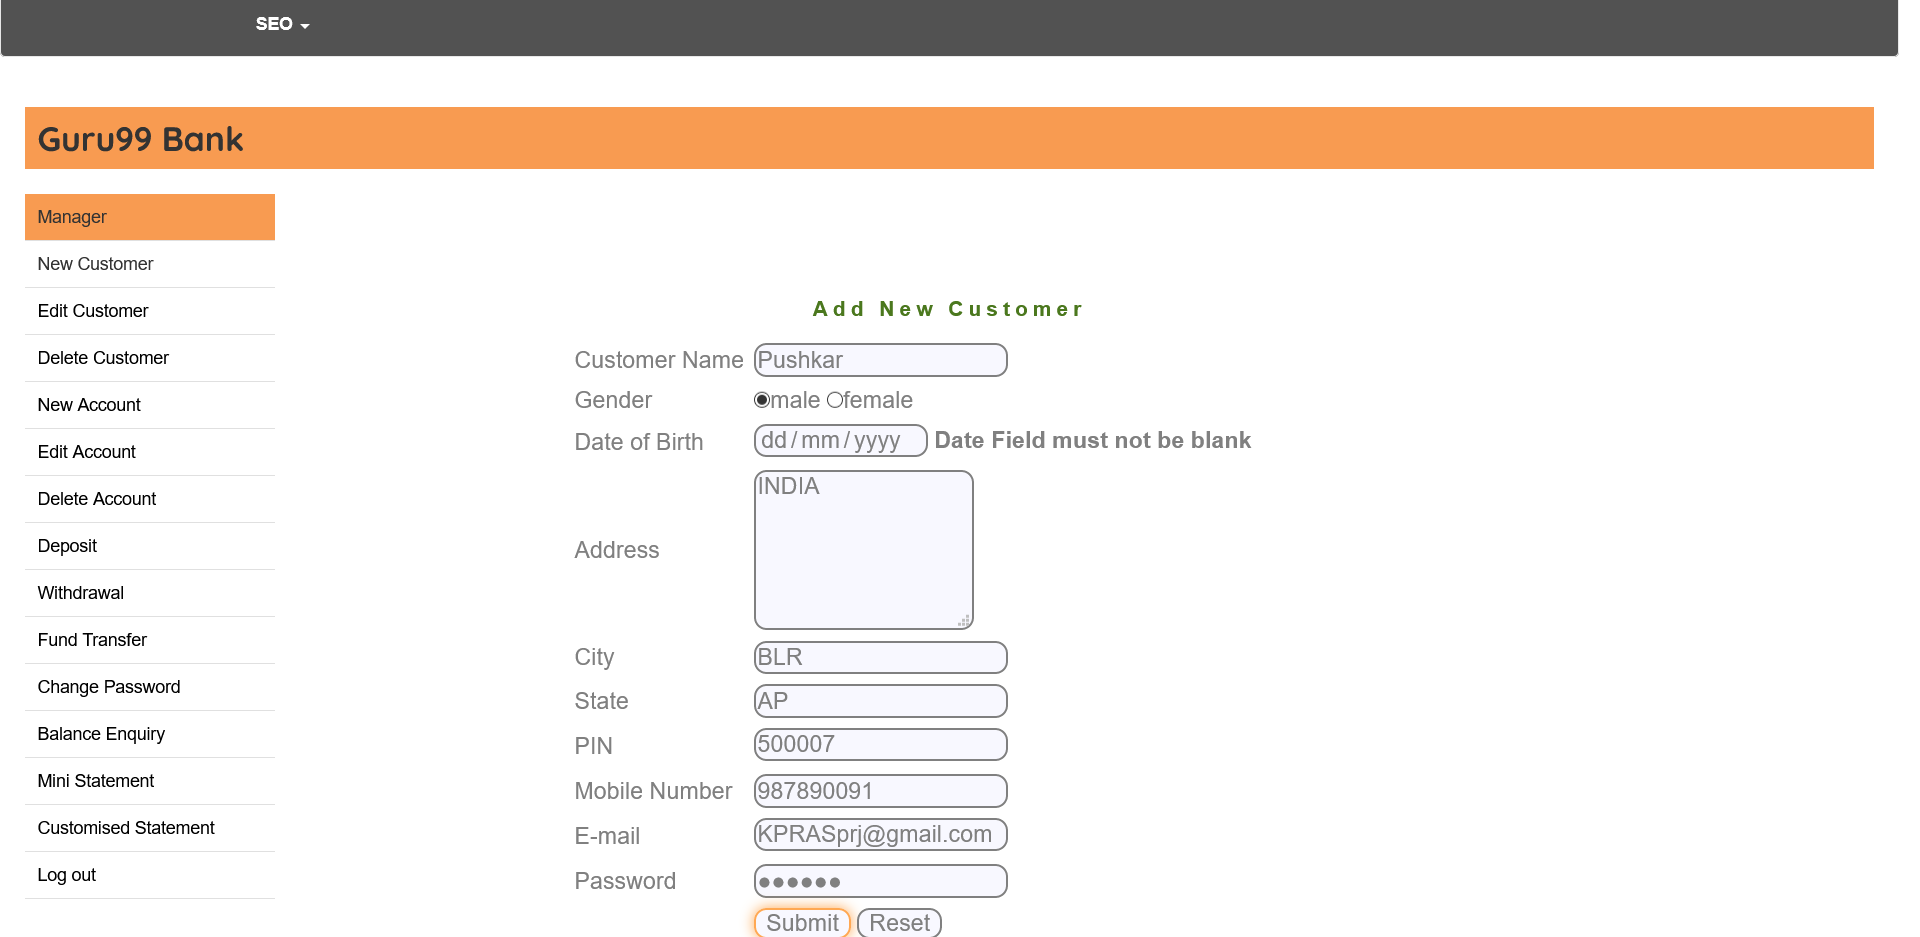 SEO
Guru99 Bank
Manager
New Customer
Edit Customer
Delete Customer
New Account
Edit Account
Delete Account
Deposit
Withdrawal
Fund Transfer
Change Password
Balance Enquiry
Mini Statement
Customised Statement
Log out
Add New Customer
Customer Name Pushkar
Gender male female
Date of Birth dd/mm/yyyy Date Field must not be blank
Address INDIA
City BLR
State AP
PIN 500007
Mobile Number 987890091
E-mail KPRASprj@gmail.com
Password ●●●●●●
Submit Reset